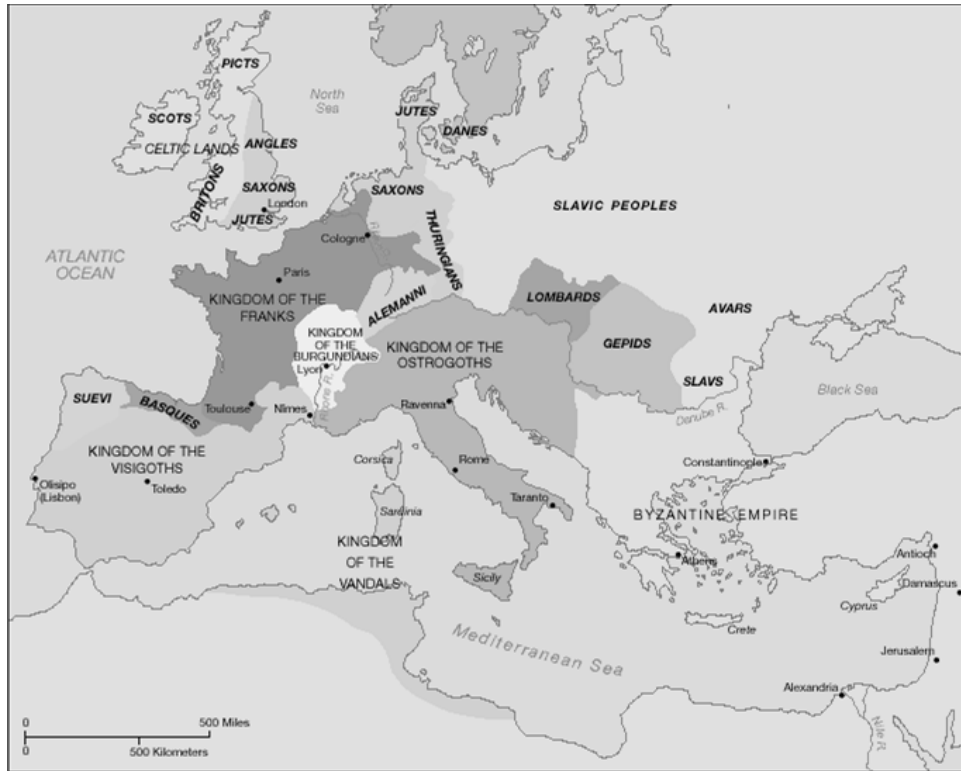 PICTS
North
Sea
JUTES
DANES
SCOTS
CELTIC LANDS
ANGLES
BRITONS
SAXONS
London
JUTES
SAXONS
THURINGIANS
SLAVIC PEOPLES
ATLANTIC
OCEAN
Cologne
Paris
KINGDOM OF THE
FRANKS
ALEMANNI
LOMBARDS
AVARS
GEPIDS
KINGDOM
OF THE
BURGUNDIANS
Lyon
Rhone R.
KINGDOM OF THE
OSTROGOTHS
SLAVS
Black Sea
Danube R.
SUEVI
BASQUES
Toulouse
Nîmes
Ravenna
KINGDOM OF THE
VISIGOTHS
Olisipo
(Lisbon)
Toledo
Corsica
Rome
Constantinople
Sardinia
Taranto
BYZANTINE EMPIRE
KINGDOM
OF THE
VANDALS
Sicily
Athens
Antioch
Damascus
Cyprus
Crete
Mediterranean Sea
Jerusalem
Alexandria
Nile R.
0 500 Miles
0 500 Kilometers